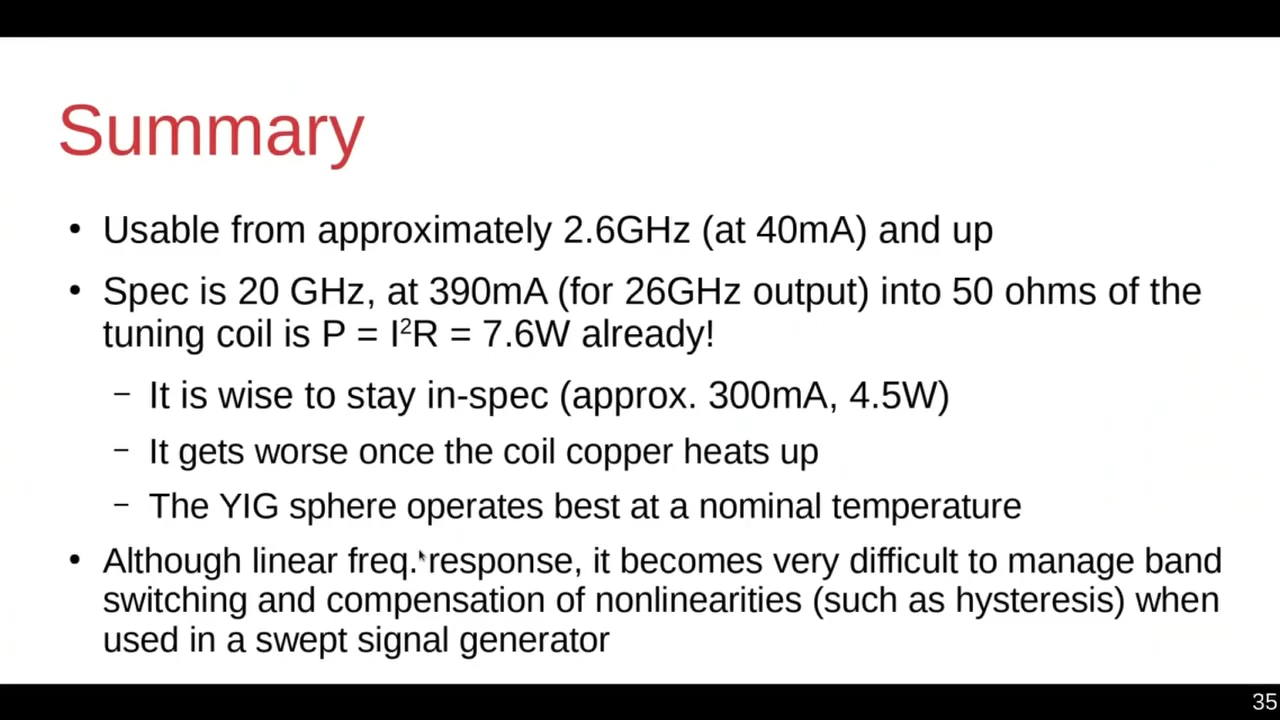 Summary
• Usable from approximately 2.6GHz (at 40mA) and up
• Spec is 20 GHz, at 390mA (for 26GHz output) into 50 ohms of the
tuning coil is P = I²R = 7.6W already!
– It is wise to stay in-spec (approx. 300mA, 4.5W)
– It gets worse once the coil copper heats up
– The YIG sphere operates best at a nominal temperature
• Although linear freq. response, it becomes very difficult to manage band
switching and compensation of nonlinearities (such as hysteresis) when
used in a swept signal generator
35